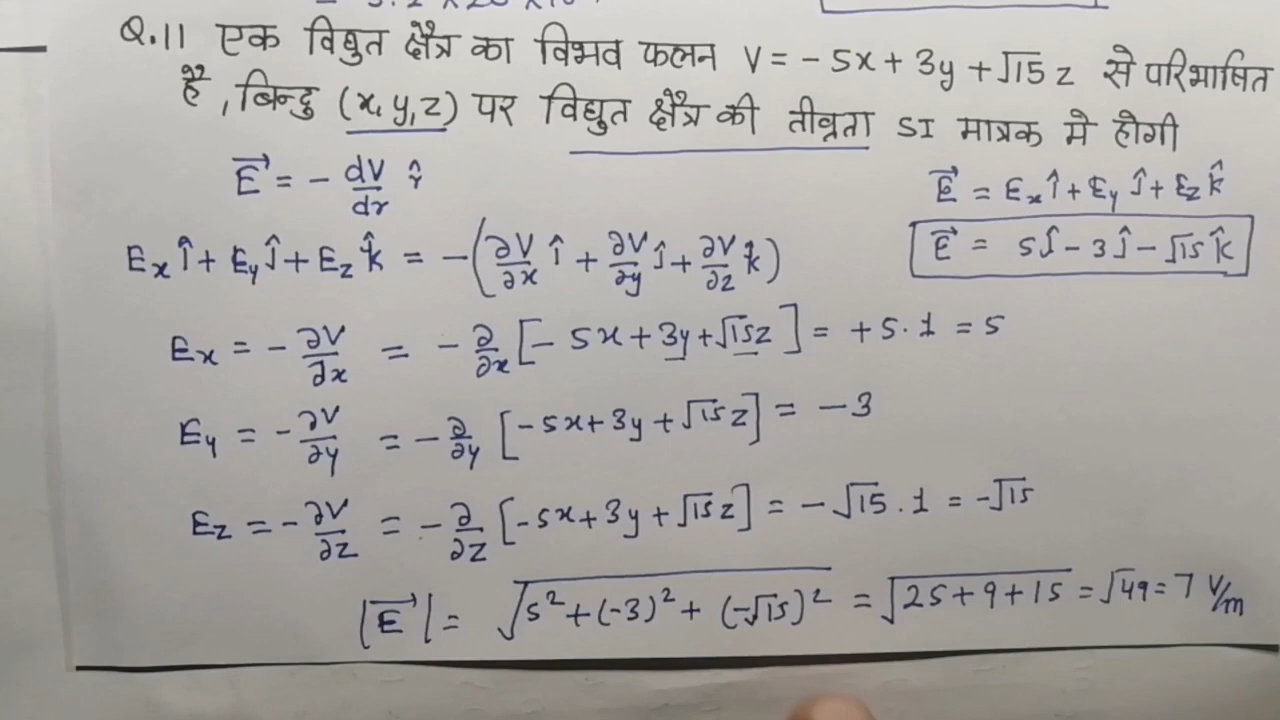 Q.11 एक विद्युत क्षैत्र का विभव फलन V = - 5x + 3y + √15 z से परिभाषित
है, बिन्दु (x, y, z) पर विद्युत क्षैत्र की तीव्रता SI मात्रक मे होगी
E⃗ = - dV/dr r̂
E⃗ = Ex î + Ey ĵ + Ez k̂
Ex î + Ey ĵ + Ez k̂ = -(∂V/∂x î + ∂V/∂y ĵ + ∂V/∂z k̂)
E⃗ = 5ĵ - 3ĵ - √15 k̂
Ex = - ∂V/∂x = - ∂/∂x [- 5x + 3y + √15z] = +5.1 = 5
Ey = - ∂V/∂y = - ∂/∂y [-5x + 3y + √15 z] = -3
Ez = - ∂V/∂z = - ∂/∂z [-5x + 3y + √15 z] = -√15 . 1 = -√15
|E⃗| = √5² + (-3)² + (-√15)² = √25 + 9 + 15 = √49 = 7 V/m